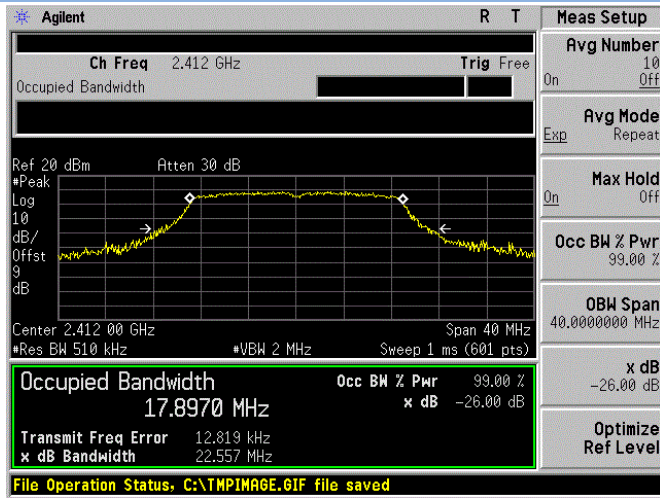 Agilent R T
Ch Freq 2.412 GHz Trig Free
Occupied Bandwidth
Ref 20 dBm Atten 30 dB
#Peak
Log
10
dB/
Offst
9
dB
Center 2.412 00 GHz Span 40 MHz
#Res BW 510 kHz #VBW 2 MHz Sweep 1 ms (601 pts)
Occupied Bandwidth Occ BW % Pwr 99.00 %
17.8970 MHz x dB -26.00 dB
Transmit Freq Error 12.819 kHz
x dB Bandwidth 22.557 MHz
File Operation Status, C:\TMPIMAGE.GIF file saved
Meas Setup
Avg Number
10
On Off
Avg Mode
Exp Repeat
Max Hold
On Off
Occ BW % Pwr
99.00 %
OBW Span
40.0000000 MHz
x dB
-26.00 dB
Optimize
Ref Level